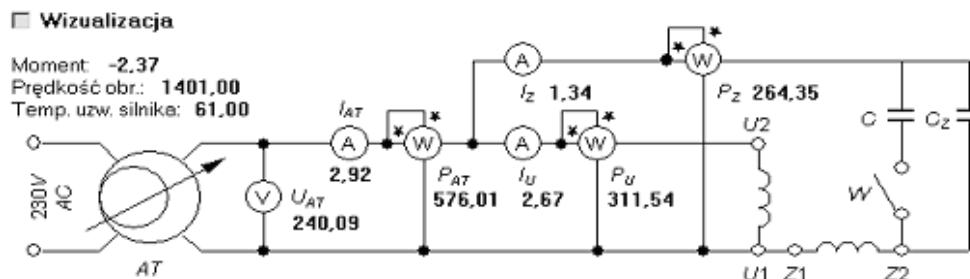 Wizualizacja
Moment: -2,37
Prędkość obr.: 1401,00
Temp. uzw. silnika: 61,00
230V AC
AT
V
U_AT
240,09
I_AT
A
2,92
* *
W
P_AT
576,01
A
I_Z 1,34
A
I_U
2,67
* *
W
P_U
311,54
* *
W
P_Z 264,35
U2
U1
Z1
Z2
C
C_Z
W